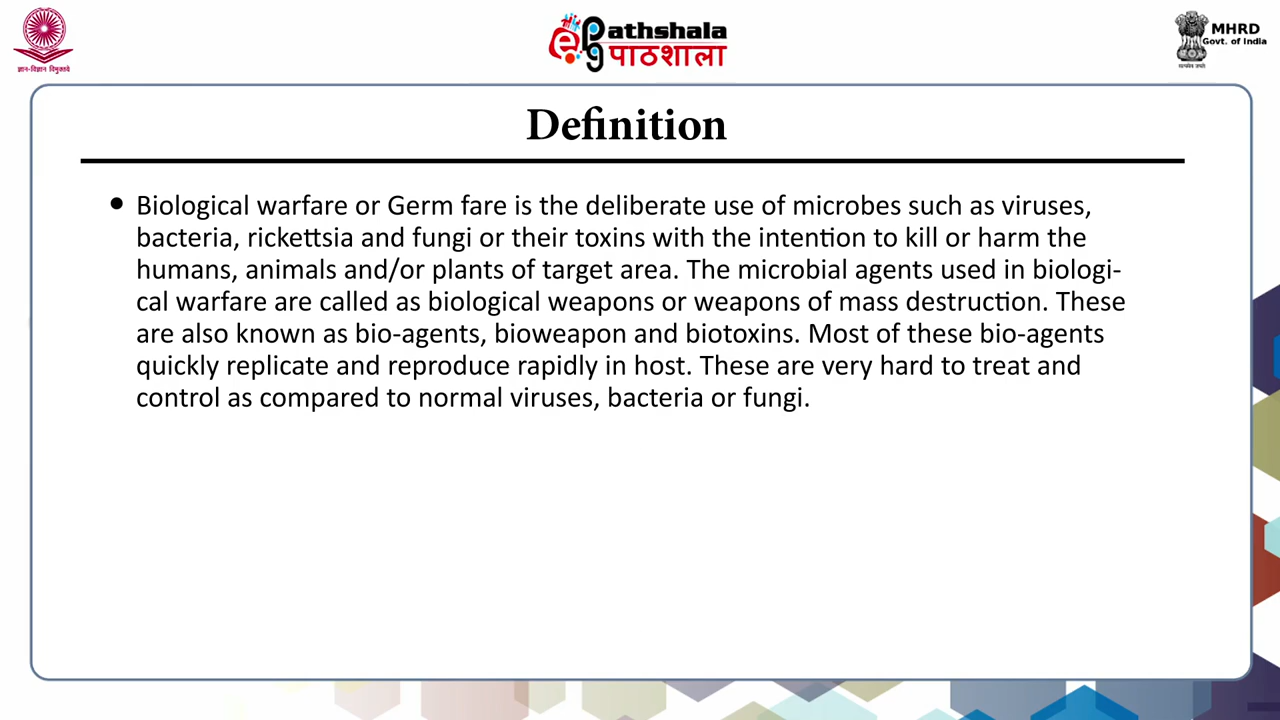 ज्ञान-विज्ञान विमुक्तये
ePathshala
पाठशाला
MHRD
Govt. of India
सत्यमेव जयते
Definition
• Biological warfare or Germ fare is the deliberate use of microbes such as viruses,
bacteria, rickettsia and fungi or their toxins with the intention to kill or harm the
humans, animals and/or plants of target area. The microbial agents used in biologi-
cal warfare are called as biological weapons or weapons of mass destruction. These
are also known as bio-agents, bioweapon and biotoxins. Most of these bio-agents
quickly replicate and reproduce rapidly in host. These are very hard to treat and
control as compared to normal viruses, bacteria or fungi.